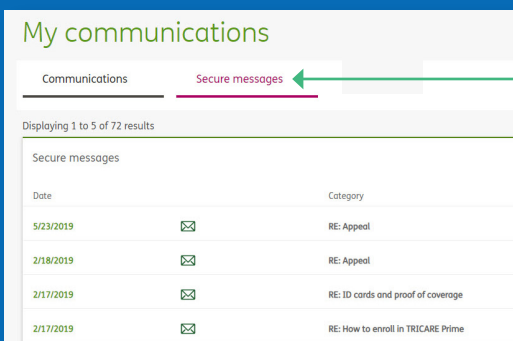 My communications
Communications Secure messages
Displaying 1 to 5 of 72 results
Secure messages
Date Category
5/23/2019 RE: Appeal
2/18/2019 RE: Appeal
2/17/2019 RE: ID cards and proof of coverage
2/17/2019 RE: How to enroll in TRICARE Prime